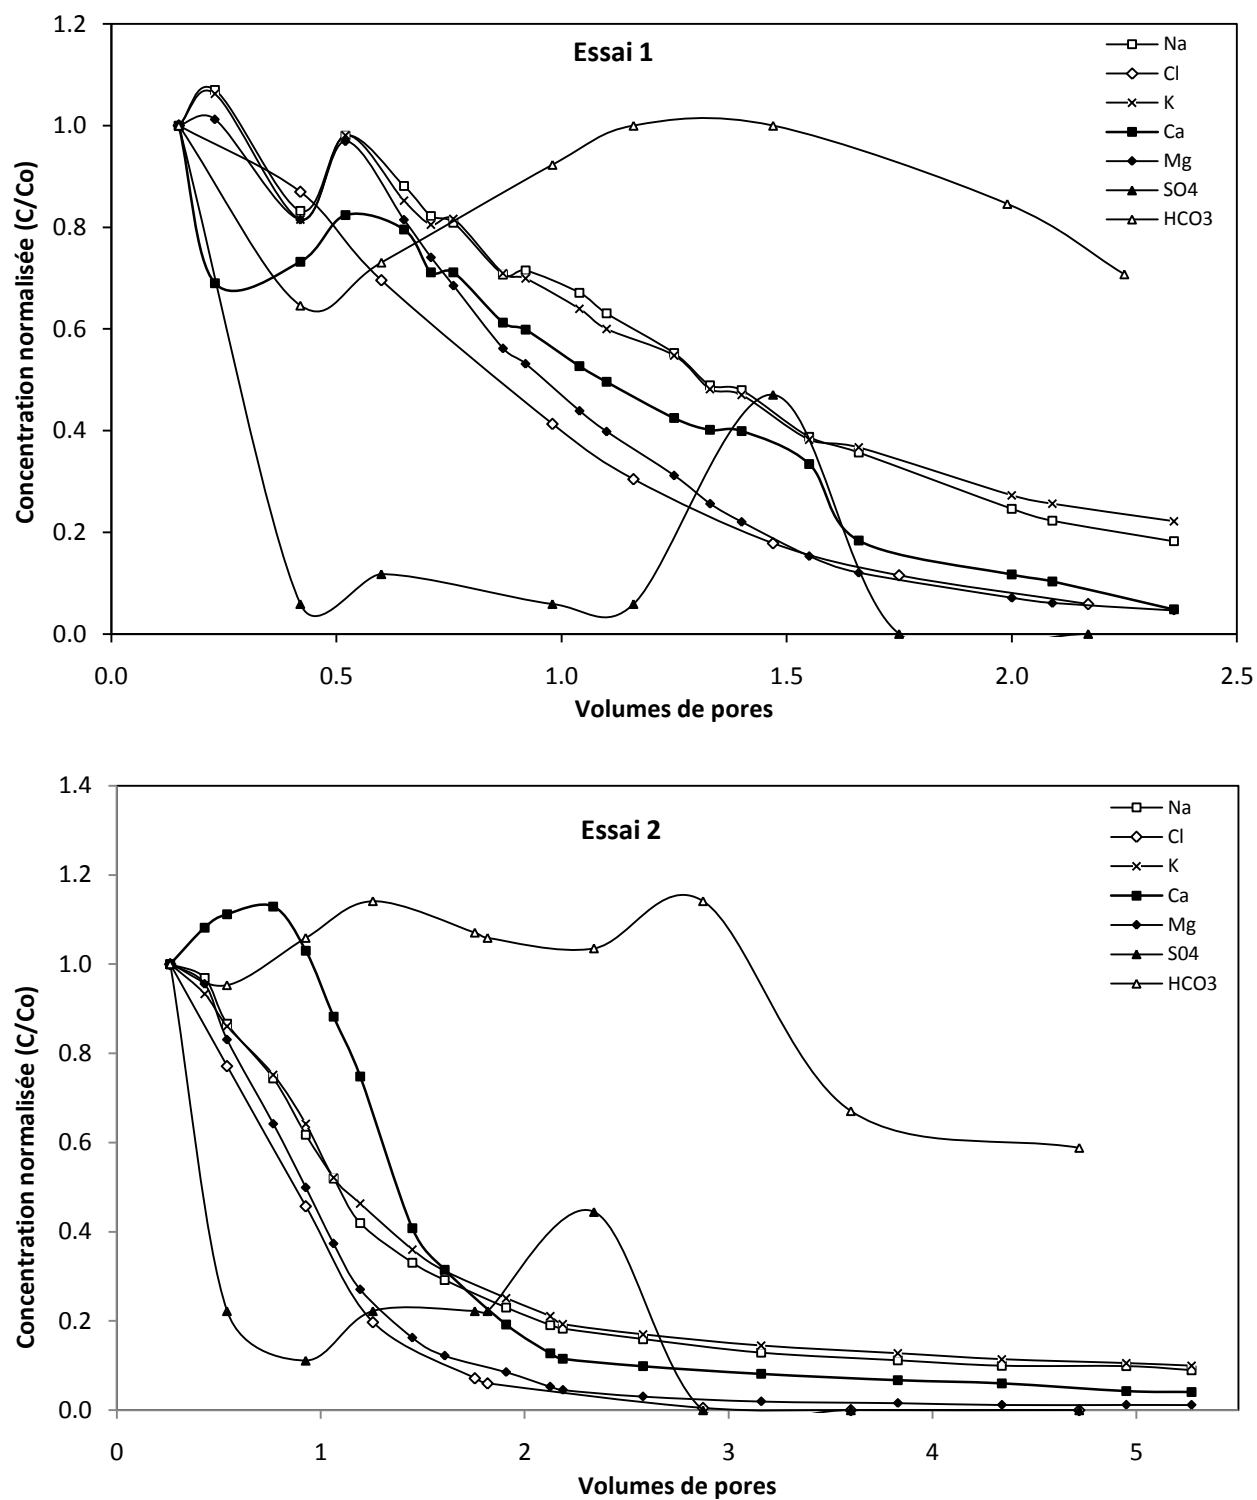 Essai 1
Na
Cl
K
Ca
Mg
SO4
HCO3
Concentration normalisée (C/Co)
1.2
1.0
0.8
0.6
0.4
0.2
0.0
0.0 0.5 1.0 1.5 2.0 2.5
Volumes de pores
Essai 2
Na
Cl
K
Ca
Mg
S04
HCO3
Concentration normalisée (C/Co)
1.4
1.2
1.0
0.8
0.6
0.4
0.2
0.0
0 1 2 3 4 5
Volumes de pores